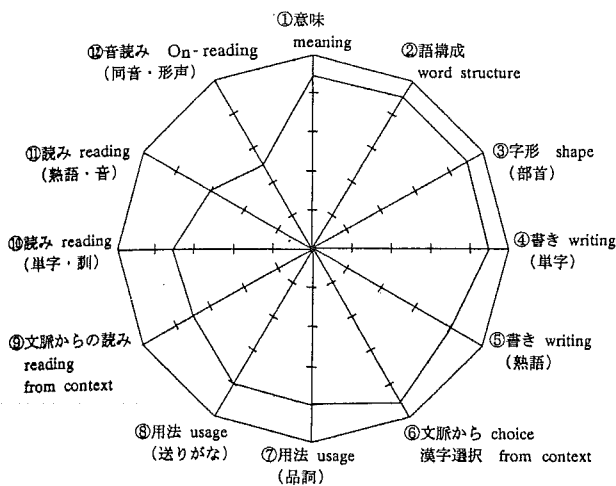 ①意味
meaning
②語構成
word structure
③字形 shape
(部首)
④書き writing
(単字)
⑤書き writing
(熟語)
⑥文脈から choice
漢字選択 from context
⑦用法 usage
(品詞)
⑧用法 usage
(送りがな)
⑨文脈からの読み
reading
from context
⑩読み reading
(単字・訓)
⑪読み reading
(熟語・音)
⑫音読み On-reading
(同音・形声)